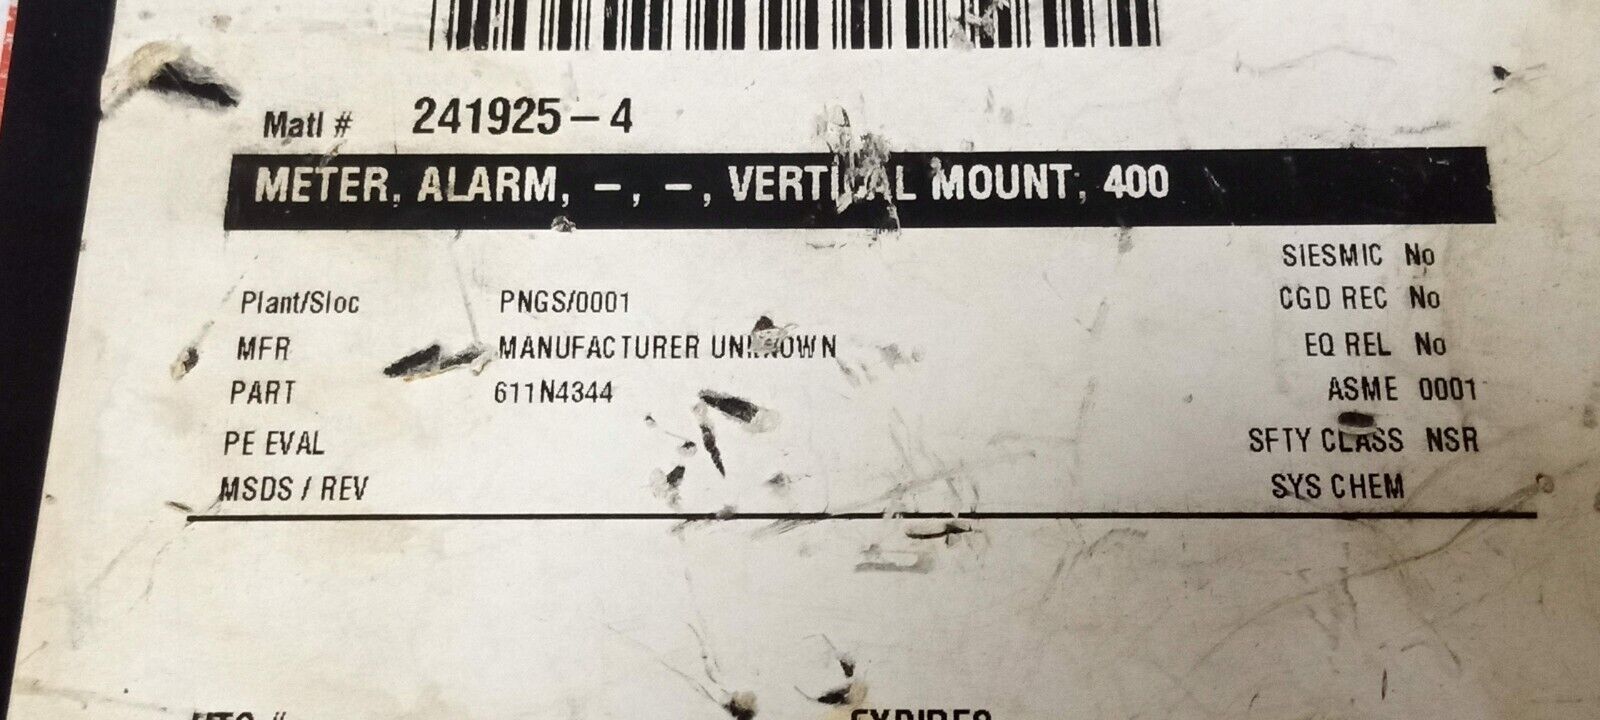 Matl # 241925-4
METER, ALARM, -, -, VERTICAL MOUNT, 400
SIESMIC No
Plant/Sloc PNGS/0001 CGD REC No
MFR MANUFACTURER UNKNOWN EQ REL No
PART 611N4344 ASME 0001
PE EVAL SFTY CLASS NSR
MSDS / REV SYS CHEM
EXPIRES